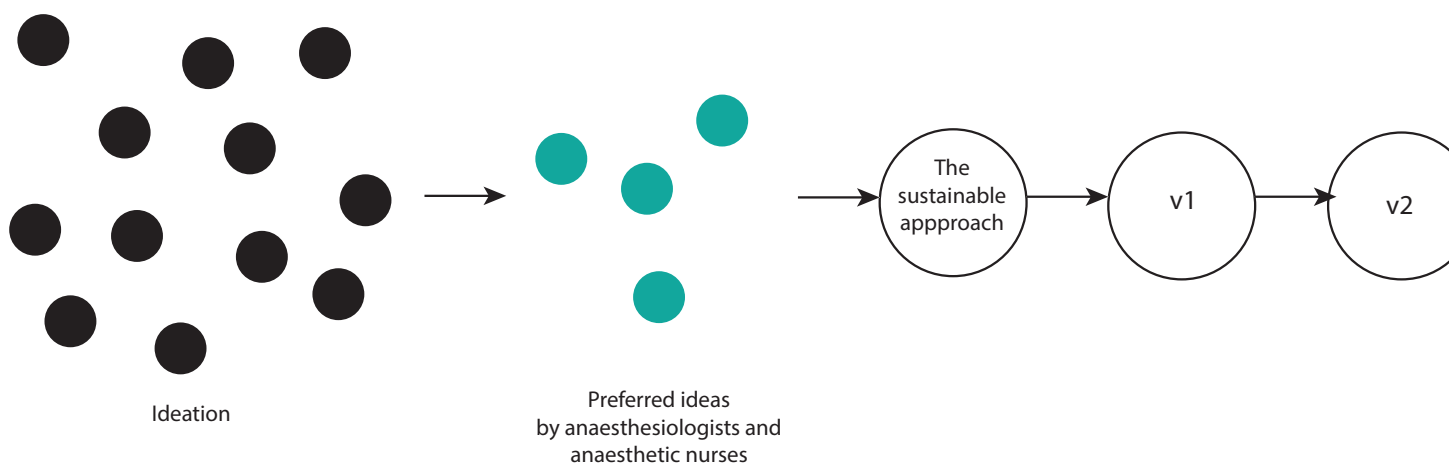 Ideation
Preferred ideas
by anaesthesiologists and
anaesthetic nurses
The
sustainable
appproach
v1
v2